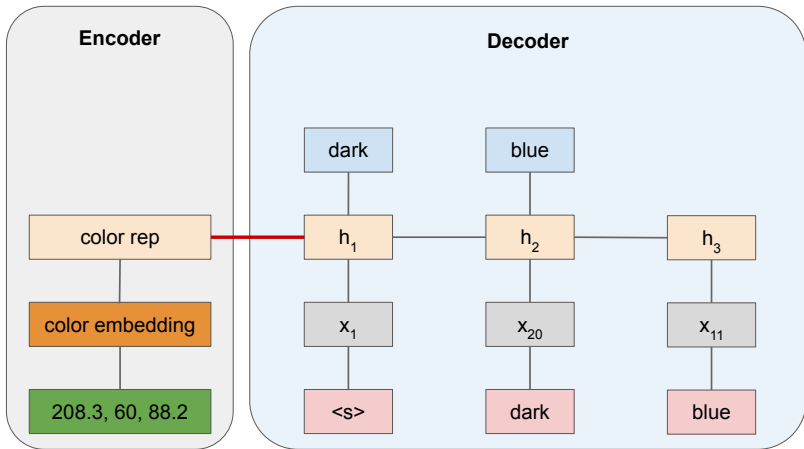 Encoder
Decoder
dark
blue
color rep
h₁
h₂
h₃
color embedding
x₁
x₂₀
x₁₁
208.3, 60, 88.2
<s>
dark
blue